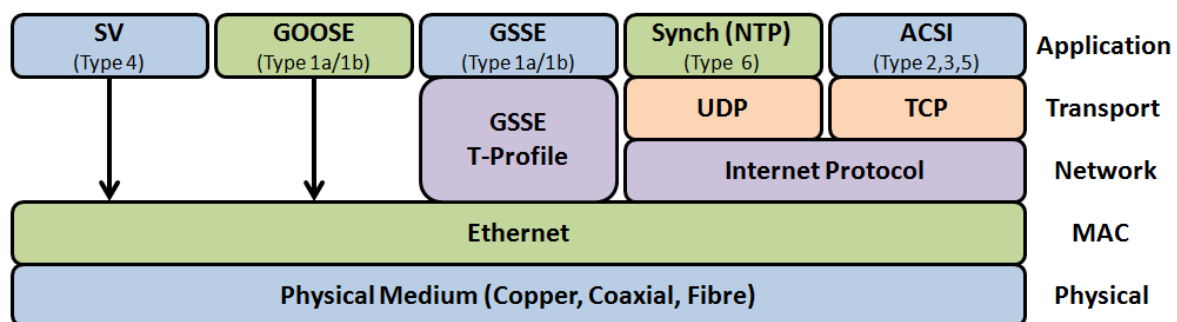 SV
(Type 4)
GOOSE
(Type 1a/1b)
GSSE
(Type 1a/1b)
Synch (NTP)
(Type 6)
ACSI
(Type 2,3,5)
Application
GSSE
T-Profile
UDP
TCP
Transport
Internet Protocol
Network
Ethernet
MAC
Physical Medium (Copper, Coaxial, Fibre)
Physical